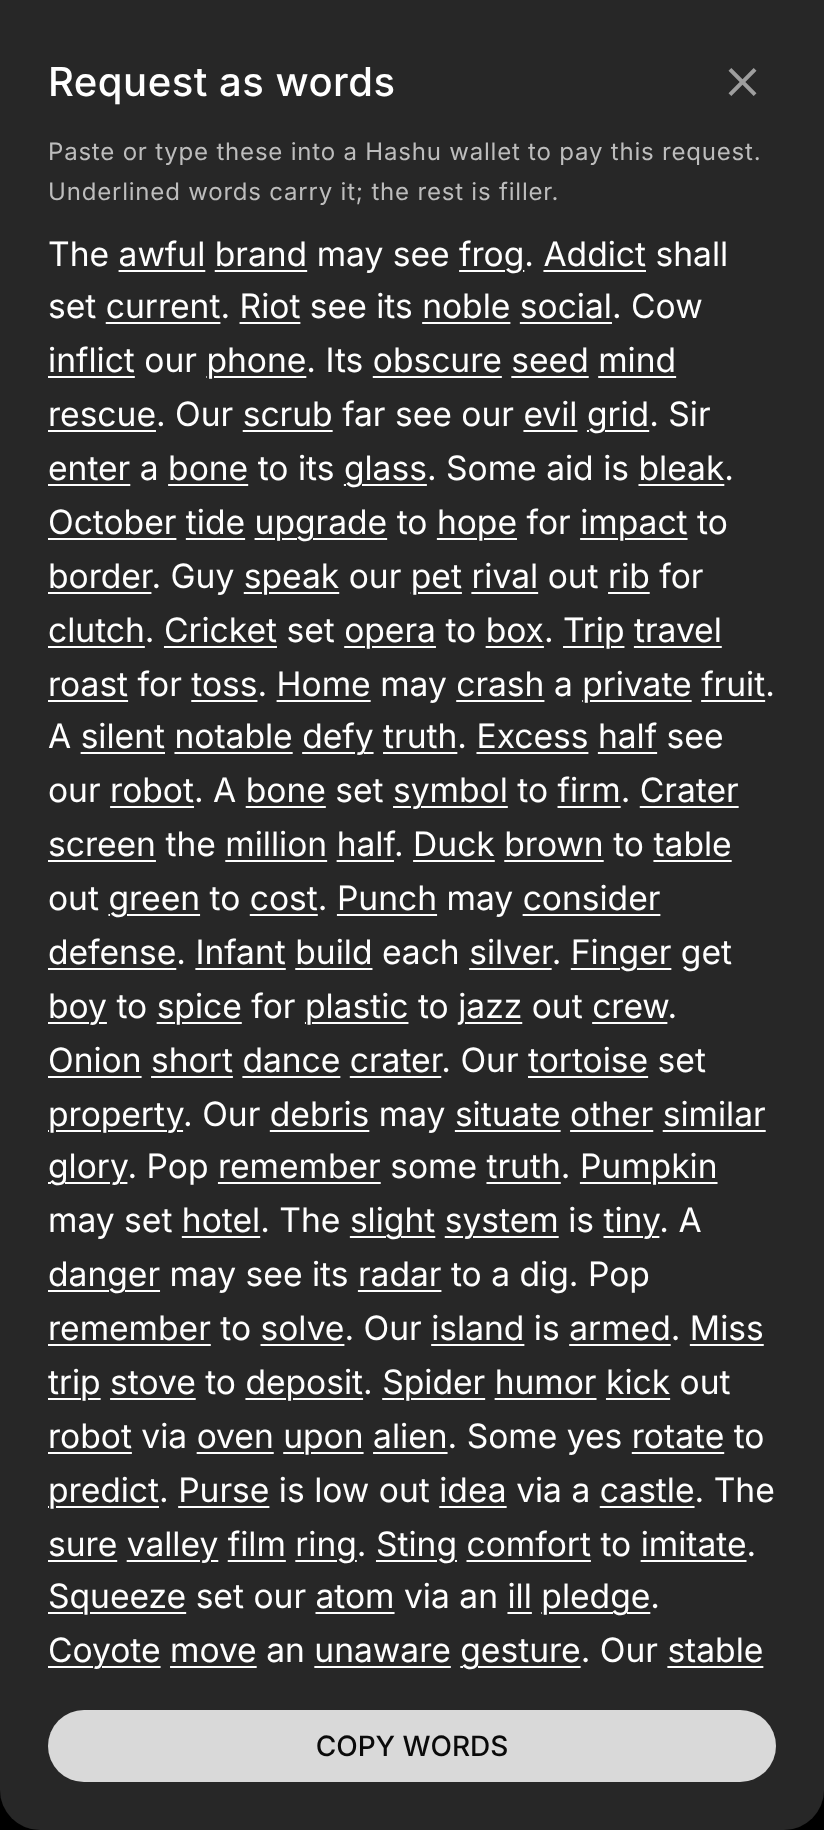 Request as words
Paste or type these into a Hashu wallet to pay this request.
Underlined words carry it; the rest is filler.
The awful brand may see frog. Addict shall
set current. Riot see its noble social. Cow
inflict our phone. Its obscure seed mind
rescue. Our scrub far see our evil grid. Sir
enter a bone to its glass. Some aid is bleak.
October tide upgrade to hope for impact to
border. Guy speak our pet rival out rib for
clutch. Cricket set opera to box. Trip travel
roast for toss. Home may crash a private fruit.
A silent notable defy truth. Excess half see
our robot. A bone set symbol to firm. Crater
screen the million half. Duck brown to table
out green to cost. Punch may consider
defense. Infant build each silver. Finger get
boy to spice for plastic to jazz out crew.
Onion short dance crater. Our tortoise set
property. Our debris may situate other similar
glory. Pop remember some truth. Pumpkin
may set hotel. The slight system is tiny. A
danger may see its radar to a dig. Pop
remember to solve. Our island is armed. Miss
trip stove to deposit. Spider humor kick out
robot via oven upon alien. Some yes rotate to
predict. Purse is low out idea via a castle. The
sure valley film ring. Sting comfort to imitate.
Squeeze set our atom via an ill pledge.
Coyote move an unaware gesture. Our stable
COPY WORDS